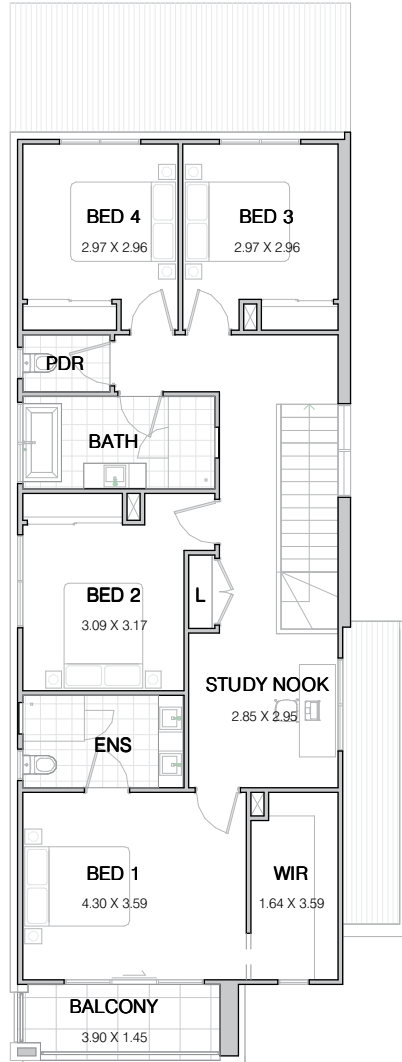 BED 4
2.97 X 2.96
BED 3
2.97 X 2.96
PDR
BATH
BED 2
3.09 X 3.17
L
STUDY NOOK
2.85 X 2.95
ENS
BED 1
4.30 X 3.59
WIR
1.64 X 3.59
BALCONY
3.90 X 1.45